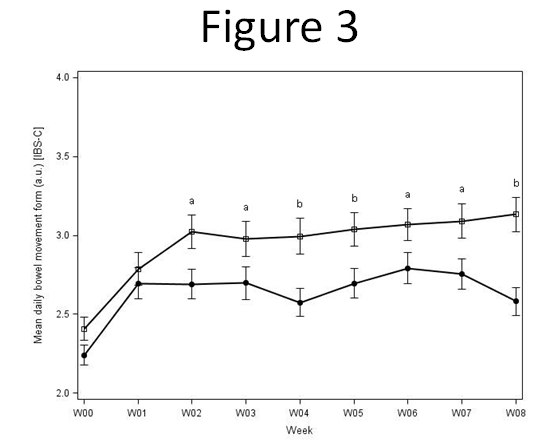 Figure 3
Mean daily bowel movement form (a.u.) [IBS-C]
4.0
3.5
3.0
2.5
2.0
a
a
b
b
a
a
b
W00 W01 W02 W03 W04 W05 W06 W07 W08
Week